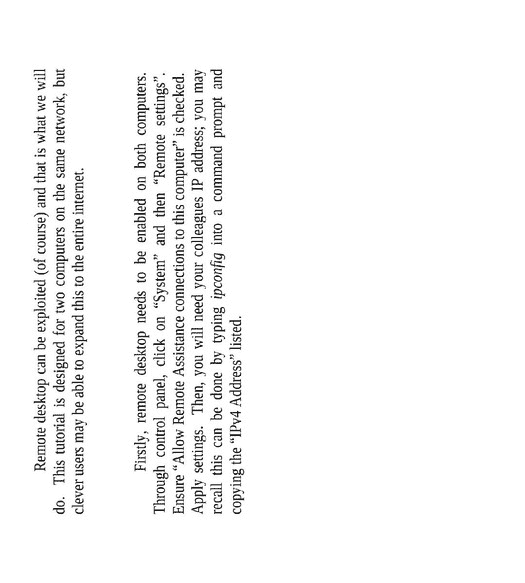 Remote desktop can be exploited (of course) and that is what we will
do. This tutorial is designed for two computers on the same network, but
clever users may be able to expand this to the entire internet.
Firstly, remote desktop needs to be enabled on both computers.
Through control panel, click on “System” and then “Remote settings”.
Ensure “Allow Remote Assistance connections to this computer” is checked.
Apply settings. Then, you will need your colleagues IP address; you may
recall this can be done by typing ipconfig into a command prompt and
copying the “IPv4 Address” listed.